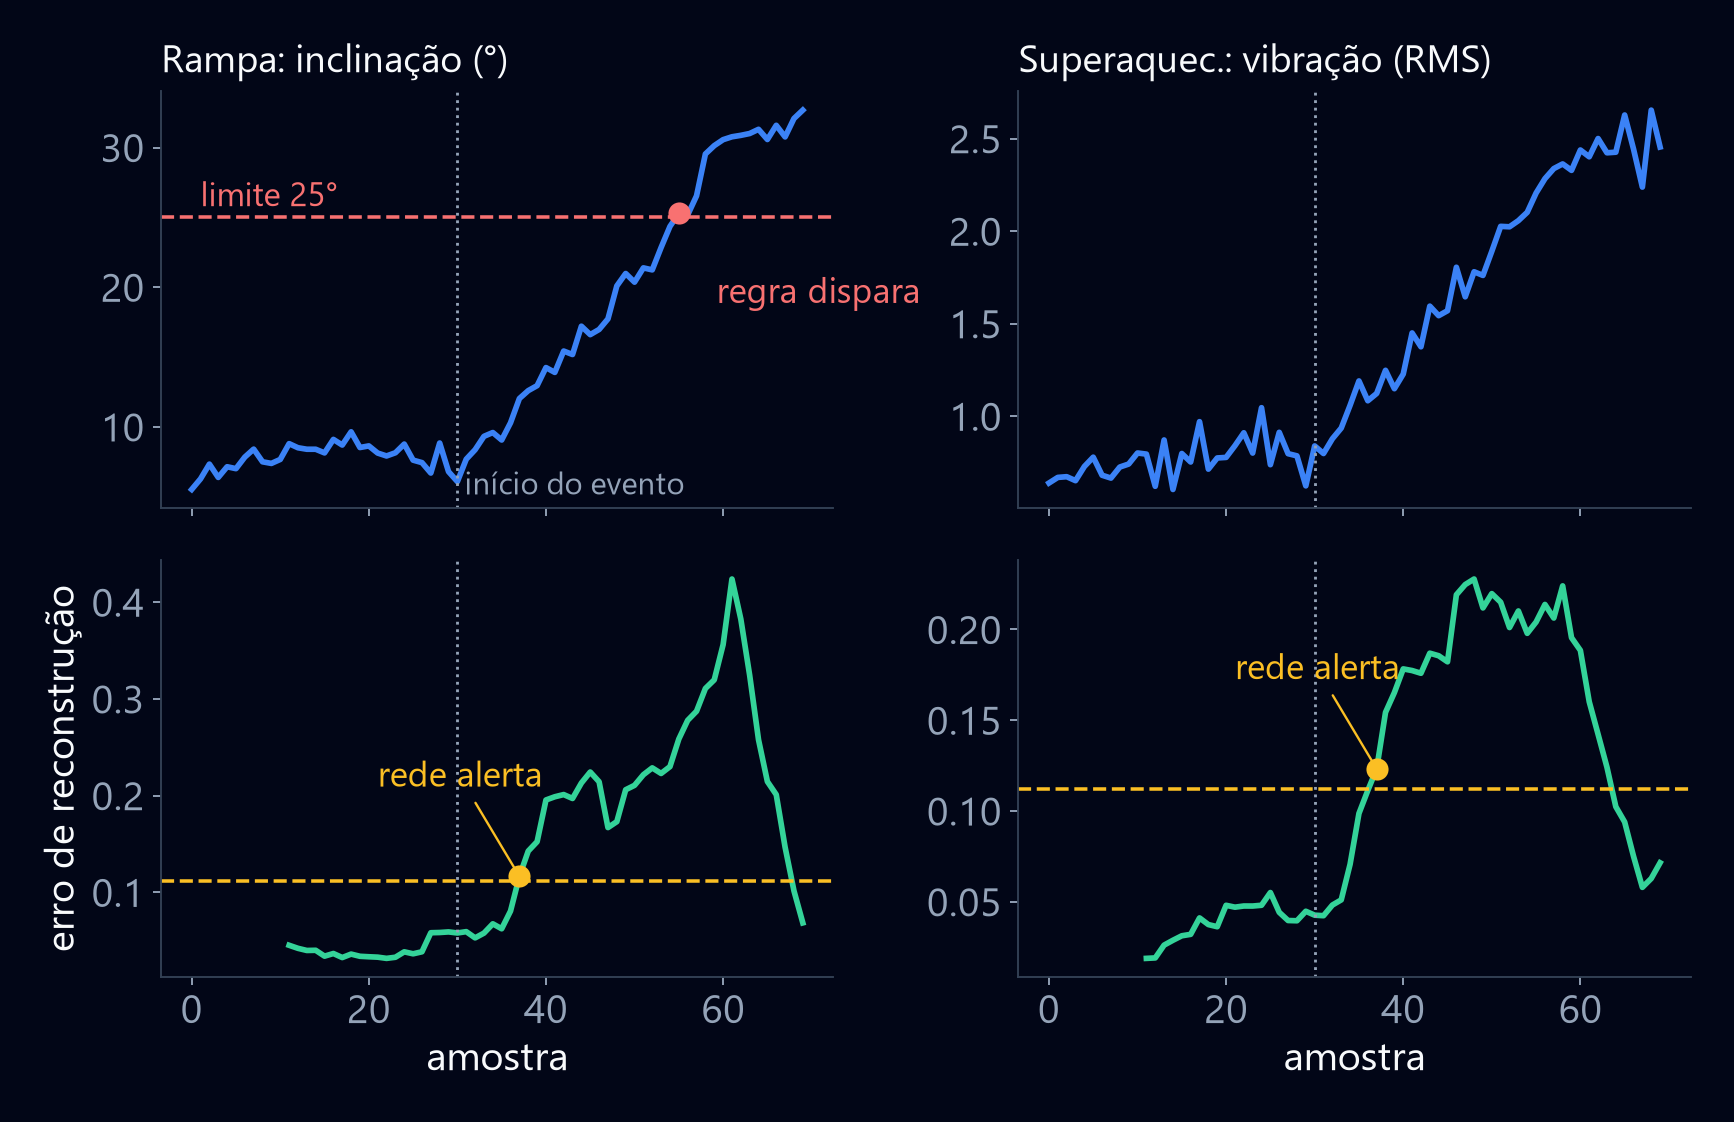 Rampa: inclinação (°)
30
20
10
limite 25°
regra dispara
início do evento
Superaquec.: vibração (RMS)
2.5
2.0
1.5
1.0
erro de reconstrução
0.4
0.3
0.2
0.1
rede alerta
0 20 40 60
amostra
0.20
0.15
0.10
0.05
rede alerta
0 20 40 60
amostra